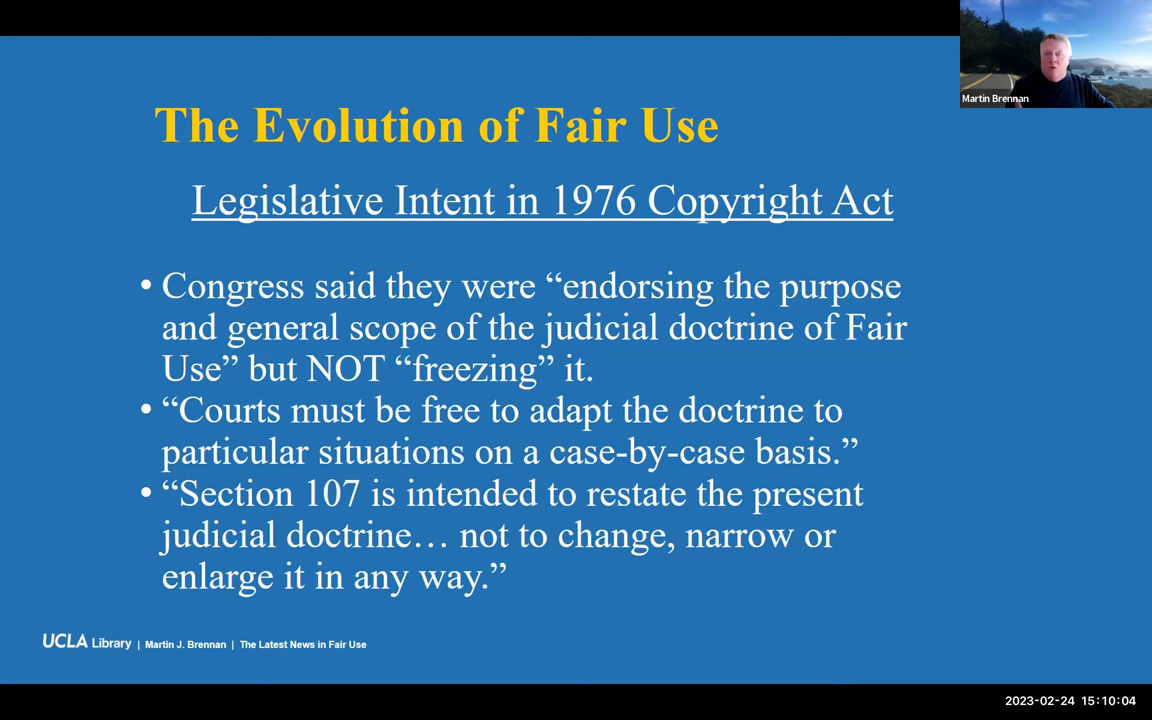 Martin Brennan
The Evolution of Fair Use
Legislative Intent in 1976 Copyright Act
• Congress said they were “endorsing the purpose
and general scope of the judicial doctrine of Fair
Use” but NOT “freezing” it.
• “Courts must be free to adapt the doctrine to
particular situations on a case-by-case basis.”
• “Section 107 is intended to restate the present
judicial doctrine… not to change, narrow or
enlarge it in any way.”
UCLA Library | Martin J. Brennan | The Latest News in Fair Use
2023-02-24 15:10:04